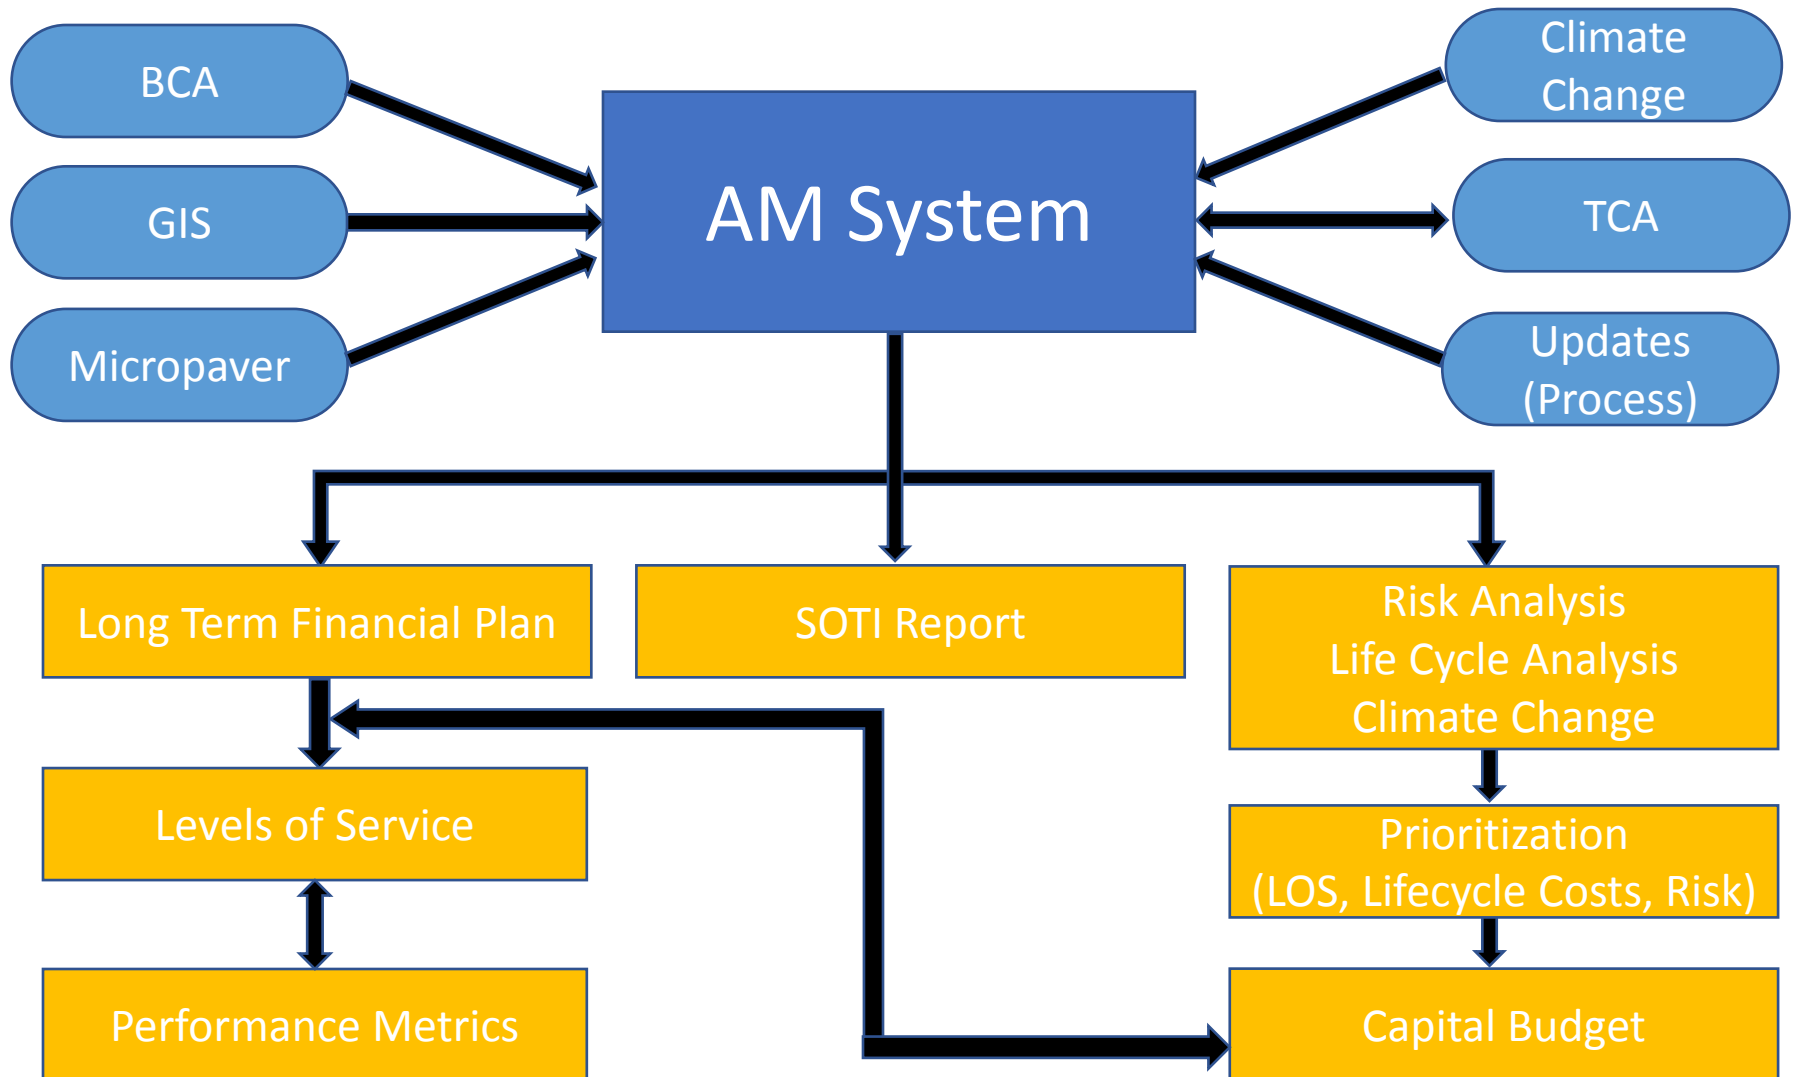 BCA
GIS
Micropaver
AM System
Climate
Change
TCA
Updates
(Process)
Long Term Financial Plan
SOTI Report
Risk Analysis
Life Cycle Analysis
Climate Change
Levels of Service
Prioritization
(LOS, Lifecycle Costs, Risk)
Performance Metrics
Capital Budget